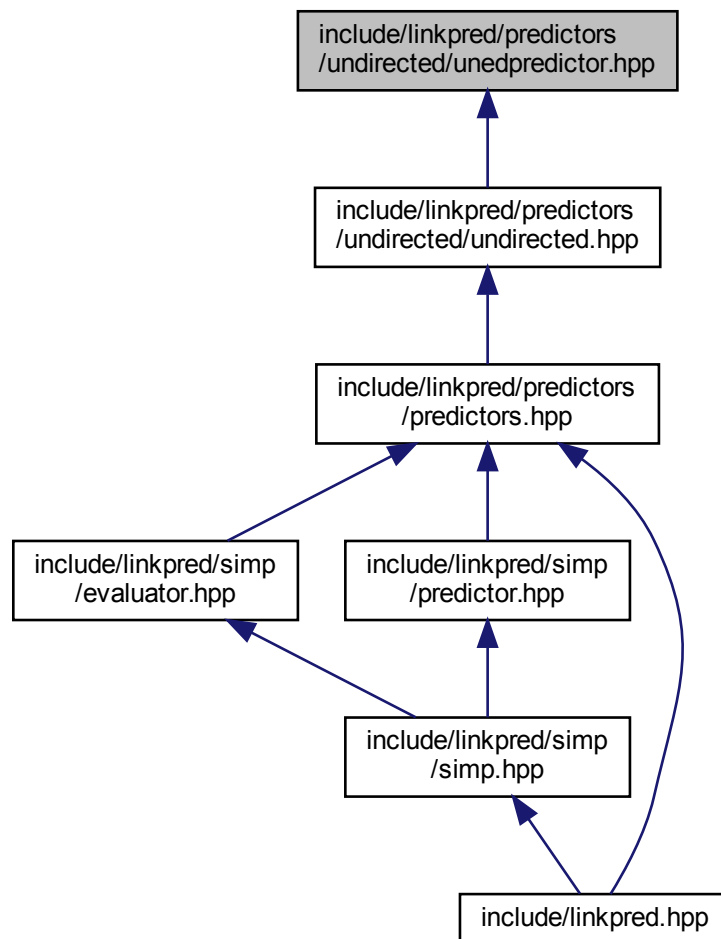 include/linkpred/predictors
/undirected/unedpredictor.hpp
include/linkpred/predictors
/undirected/undirected.hpp
include/linkpred/predictors
/predictors.hpp
include/linkpred/simp
/evaluator.hpp
include/linkpred/simp
/predictor.hpp
include/linkpred/simp
/simp.hpp
include/linkpred.hpp